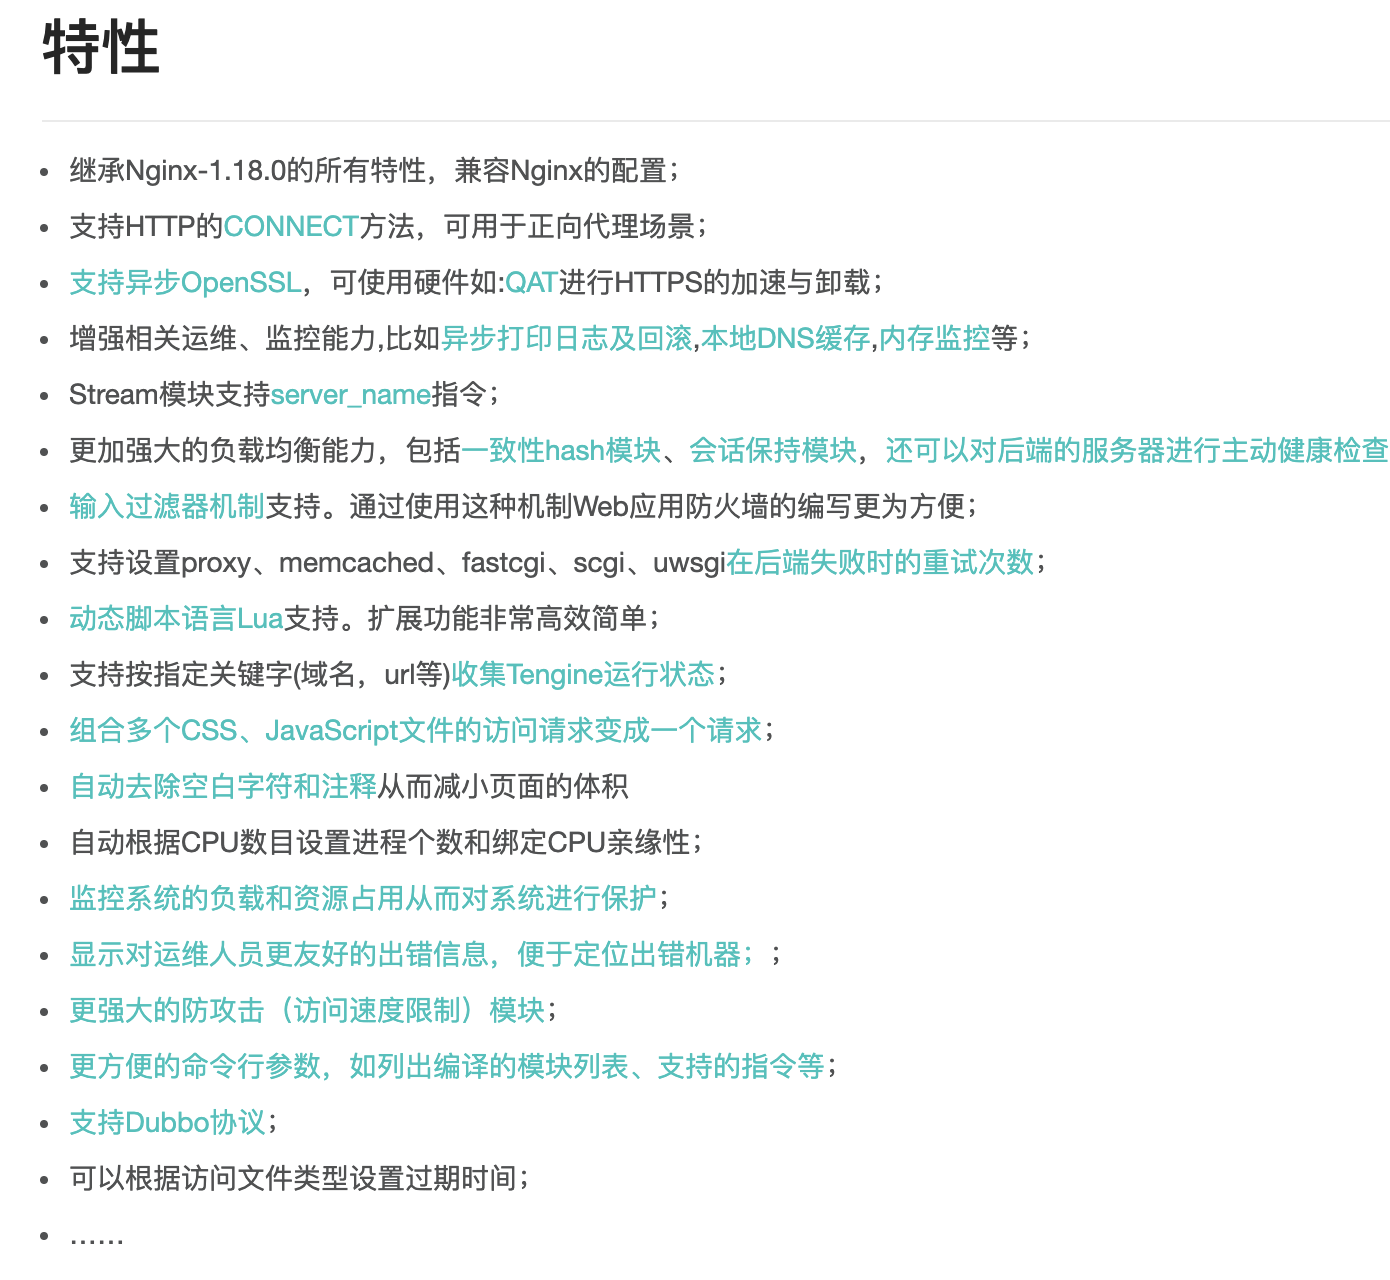 特性
继承Nginx-1.18.0的所有特性，兼容Nginx的配置；
支持HTTP的CONNECT方法，可用于正向代理场景；
支持异步OpenSSL，可使用硬件如:QAT进行HTTPS的加速与卸载；
增强相关运维、监控能力,比如异步打印日志及回滚,本地DNS缓存,内存监控等；
Stream模块支持server_name指令；
更加强大的负载均衡能力，包括一致性hash模块、会话保持模块，还可以对后端的服务器进行主动健康检查
输入过滤器机制支持。通过使用这种机制Web应用防火墙的编写更为方便；
支持设置proxy、memcached、fastcgi、scgi、uwsgi在后端失败时的重试次数；
动态脚本语言Lua支持。扩展功能非常高效简单；
支持按指定关键字(域名，url等)收集Tengine运行状态；
组合多个CSS、JavaScript文件的访问请求变成一个请求；
自动去除空白字符和注释从而减小页面的体积
自动根据CPU数目设置进程个数和绑定CPU亲缘性；
监控系统的负载和资源占用从而对系统进行保护；
显示对运维人员更友好的出错信息，便于定位出错机器；；
更强大的防攻击（访问速度限制）模块；
更方便的命令行参数，如列出编译的模块列表、支持的指令等；
支持Dubbo协议；
可以根据访问文件类型设置过期时间；
……